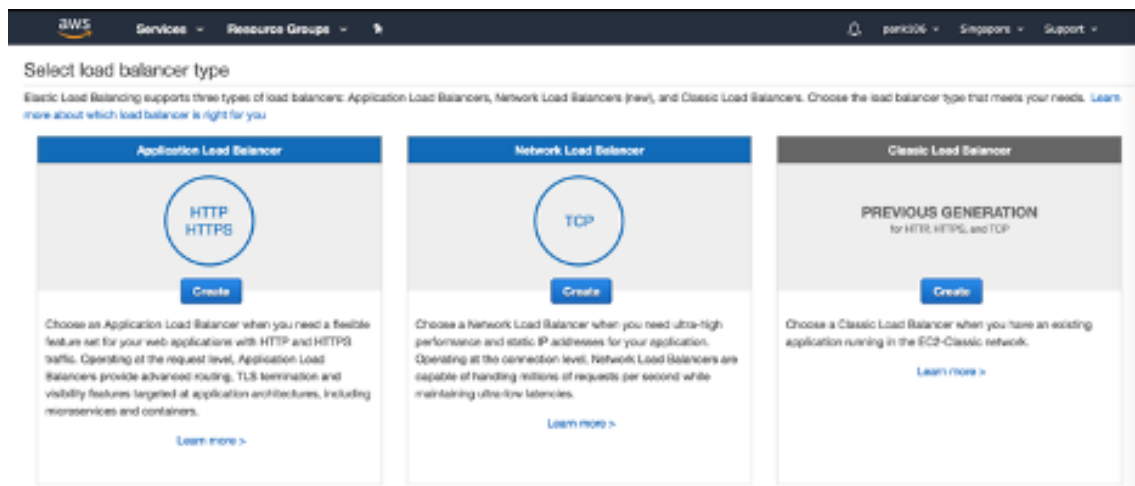 aws
Services
Resource Groups
Singapore
Support
Select load balancer type
Elastic Load Balancing supports three types of load balancers: Application Load Balancers, Network Load Balancers (new), and Classic Load Balancers. Choose the load balancer type that meets your needs. Learn
more about which load balancer is right for you
Application Load Balancer
HTTP
HTTPS
Create
Choose an Application Load Balancer when you need a flexible
feature set for your web applications with HTTP and HTTPS
traffic. Operating at the request level, Application Load
Balancers provide advanced routing, TLS termination and
visibility features targeted at application architectures, including
microservices and containers.
Learn more >
Network Load Balancer
TCP
Create
Choose a Network Load Balancer when you need ultra-high
performance and static IP addresses for your application.
Operating at the connection level, Network Load Balancers are
capable of handling millions of requests per second while
maintaining ultra-low latencies.
Learn more >
Classic Load Balancer
PREVIOUS GENERATION
for HTTP, HTTPS, and TCP
Create
Choose a Classic Load Balancer when you have an existing
application running in the EC2-Classic network.
Learn more >